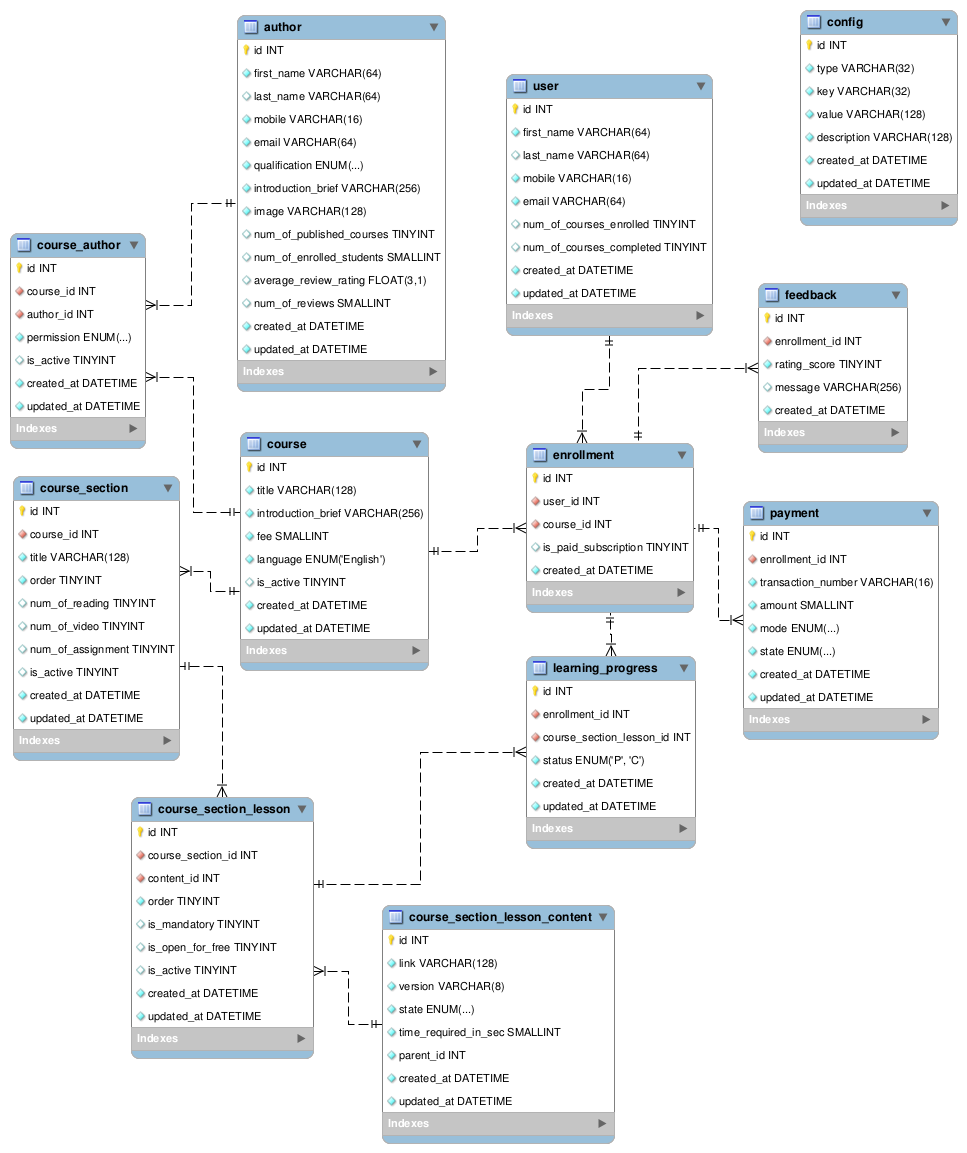 author
id INT
first_name VARCHAR(64)
last_name VARCHAR(64)
mobile VARCHAR(16)
email VARCHAR(64)
qualification ENUM(...)
introduction_brief VARCHAR(256)
image VARCHAR(128)
num_of_published_courses TINYINT
num_of_enrolled_students SMALLINT
average_review_rating FLOAT(3,1)
num_of_reviews SMALLINT
created_at DATETIME
updated_at DATETIME
Indexes
config
id INT
type VARCHAR(32)
key VARCHAR(32)
value VARCHAR(128)
description VARCHAR(128)
created_at DATETIME
updated_at DATETIME
Indexes
user
id INT
first_name VARCHAR(64)
last_name VARCHAR(64)
mobile VARCHAR(16)
email VARCHAR(64)
num_of_courses_enrolled TINYINT
num_of_courses_completed TINYINT
created_at DATETIME
updated_at DATETIME
Indexes
course_author
id INT
course_id INT
author_id INT
permission ENUM(...)
is_active TINYINT
created_at DATETIME
updated_at DATETIME
Indexes
feedback
id INT
enrollment_id INT
rating_score TINYINT
message VARCHAR(256)
created_at DATETIME
Indexes
course
id INT
title VARCHAR(128)
introduction_brief VARCHAR(256)
fee SMALLINT
language ENUM('English')
is_active TINYINT
created_at DATETIME
updated_at DATETIME
Indexes
enrollment
id INT
user_id INT
course_id INT
is_paid_subscription TINYINT
created_at DATETIME
Indexes
course_section
id INT
course_id INT
title VARCHAR(128)
order TINYINT
num_of_reading TINYINT
num_of_video TINYINT
num_of_assignment TINYINT
is_active TINYINT
created_at DATETIME
updated_at DATETIME
Indexes
payment
id INT
enrollment_id INT
transaction_number VARCHAR(16)
amount SMALLINT
mode ENUM(...)
state ENUM(...)
created_at DATETIME
updated_at DATETIME
Indexes
learning_progress
id INT
enrollment_id INT
course_section_lesson_id INT
status ENUM('P', 'C')
created_at DATETIME
updated_at DATETIME
Indexes
course_section_lesson
id INT
course_section_id INT
content_id INT
order TINYINT
is_mandatory TINYINT
is_open_for_free TINYINT
is_active TINYINT
created_at DATETIME
updated_at DATETIME
Indexes
course_section_lesson_content
id INT
link VARCHAR(128)
version VARCHAR(8)
state ENUM(...)
time_required_in_sec SMALLINT
parent_id INT
created_at DATETIME
updated_at DATETIME
Indexes